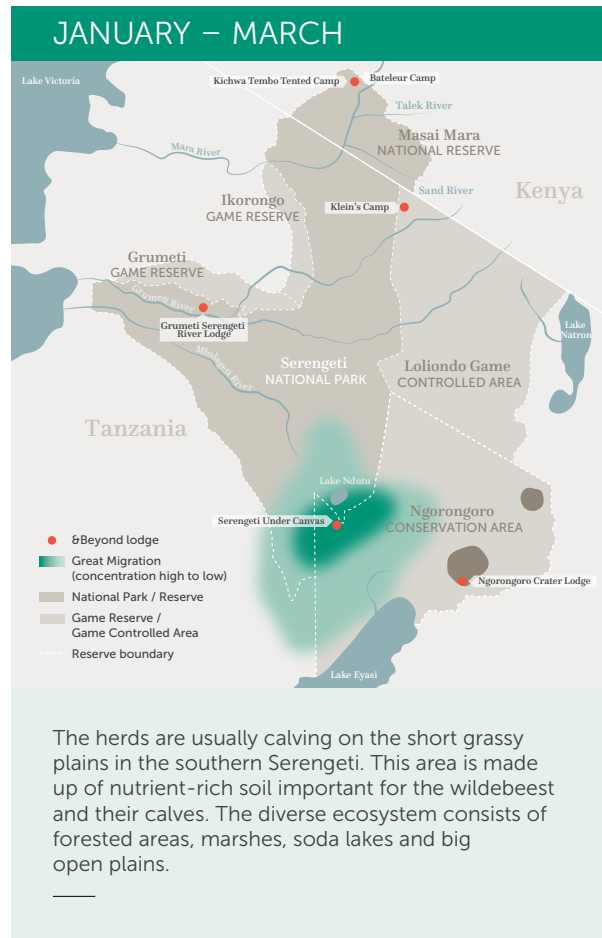 JANUARY – MARCH
Lake Victoria
Kichwa Tembo Tented Camp
Bateleur Camp
Talek River
Masai Mara
NATIONAL RESERVE
Mara River
Sand River
Kenya
Ikorongo
GAME RESERVE
Klein's Camp
Grumeti
GAME RESERVE
Grumeti River
Grumeti Serengeti
River Lodge
Lake
Natron
Mbalageti River
Serengeti
NATIONAL PARK
Loliondo Game
CONTROLLED AREA
Tanzania
Lake Ndutu
Serengeti Under Canvas
Ngorongoro
CONSERVATION AREA
Ngorongoro Crater Lodge
Lake Eyasi
&Beyond lodge
Great Migration
(concentration high to low)
National Park / Reserve
Game Reserve /
Game Controlled Area
Reserve boundary
The herds are usually calving on the short grassy
plains in the southern Serengeti. This area is made
up of nutrient-rich soil important for the wildebeest
and their calves. The diverse ecosystem consists of
forested areas, marshes, soda lakes and big
open plains.